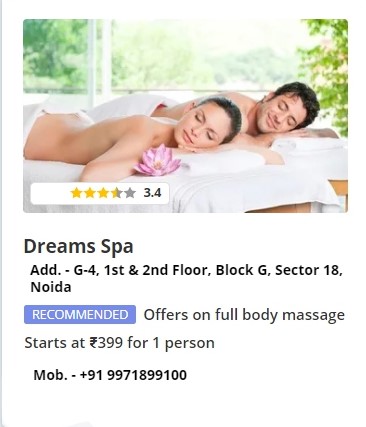 3.4
Dreams Spa
Add. - G-4, 1st & 2nd Floor, Block G, Sector 18,
Noida
RECOMMENDED Offers on full body massage
Starts at ₹399 for 1 person
Mob. - +91 9971899100